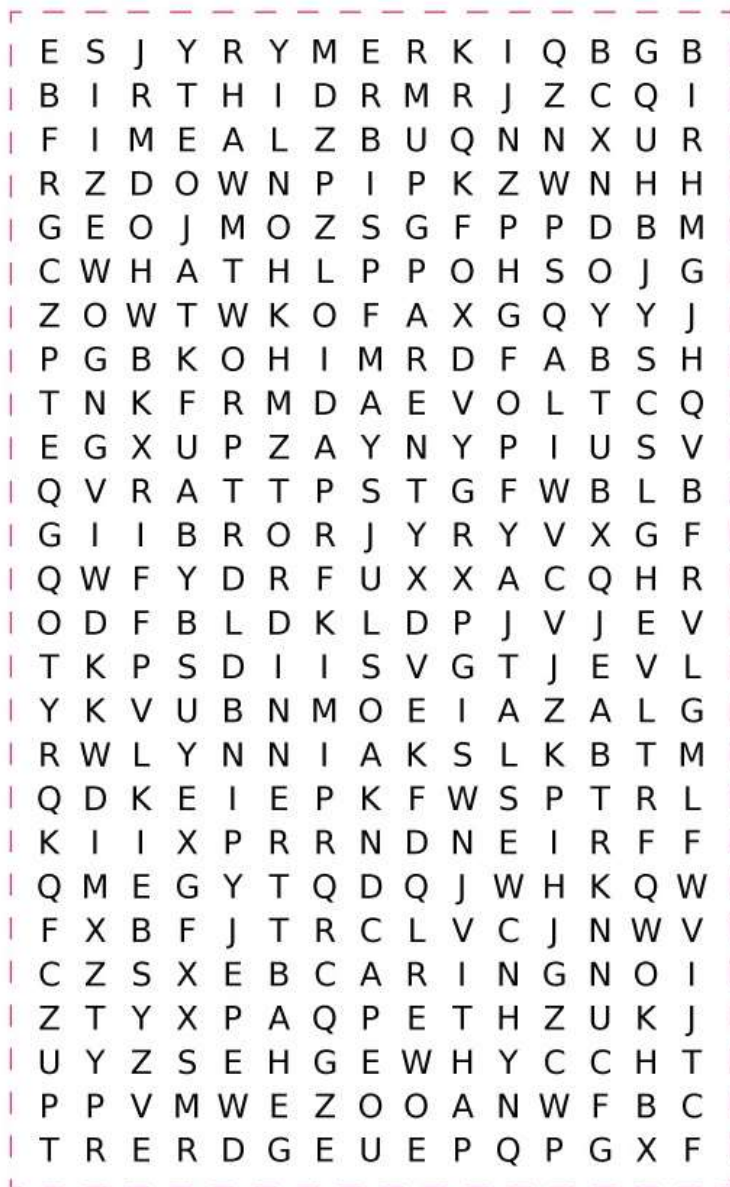 E S J Y R Y M E R K I Q B G B
B I R T H I D R M R J Z C Q I
F I M E A L Z B U Q N N X U R
R Z D O W N P I P K Z W N H H
G E O J M O Z S G F P P D B M
C W H A T H L P P O H S O J G
Z O W T W K O F A X G Q Y Y J
P G B K O H I M R D F A B S H
T N K F R M D A E V O L T C Q
E G X U P Z A Y N Y P I U S V
Q V R A T T P S T G F W B L B
G I I B R O R J Y R Y V X G F
Q W F Y D R F U X X A C Q H R
O D F B L D K L D P J V J E V
T K P S D I I S V G T J E V L
Y K V U B N M O E I A Z A L G
R W L Y N N I A K S L K B T M
Q D K E I E P K F W S P T R L
K I I X P R R N D N E I R F F
Q M E G Y T Q D Q J W H K Q W
F X B F J T R C L V C J N W V
C Z S X E B C A R I N G N O I
Z T Y X P A Q P E T H Z U K J
U Y Z S E H G E W H Y C C H T
P P V M W E Z O O A N W F B C
T R E R D G E U E P Q P G X F